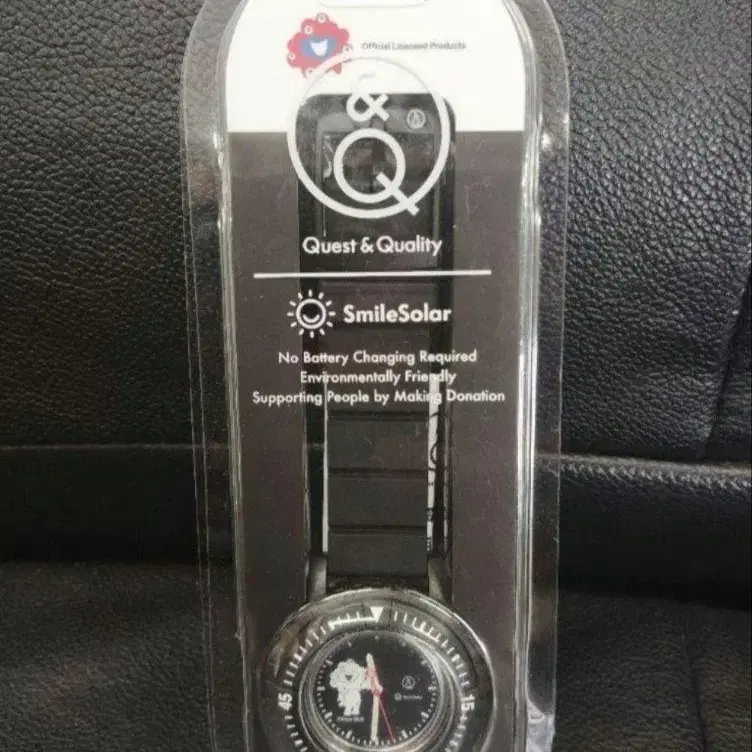 Official Licensed Products
&
Q
Quest & Quality
SmileSolar
No Battery Changing Required
Environmentally Friendly
Supporting People by Making Donation
45
15